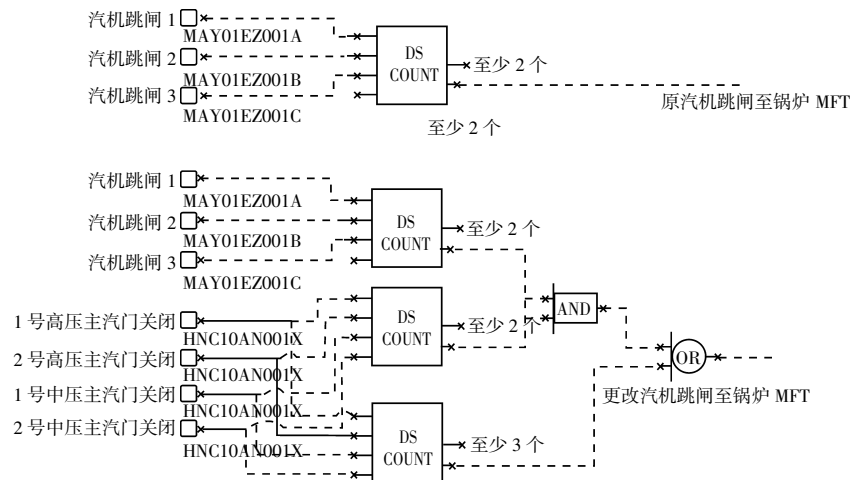 汽机跳闸 1
MAY01EZ001A
汽机跳闸 2
MAY01EZ001B
汽机跳闸 3
MAY01EZ001C
DS
COUNT
至少 2 个
至少 2 个
原汽机跳闸至锅炉 MFT
汽机跳闸 1
MAY01EZ001A
汽机跳闸 2
MAY01EZ001B
汽机跳闸 3
MAY01EZ001C
DS
COUNT
至少 2 个
1 号高压主汽门关闭
HNC10AN001X
2 号高压主汽门关闭
HNC10AN001X
1 号中压主汽门关闭
HNC10AN001X
2 号中压主汽门关闭
HNC10AN001X
DS
COUNT
至少 2 个
AND
OR
更改汽机跳闸至锅炉 MFT
DS
COUNT
至少 3 个